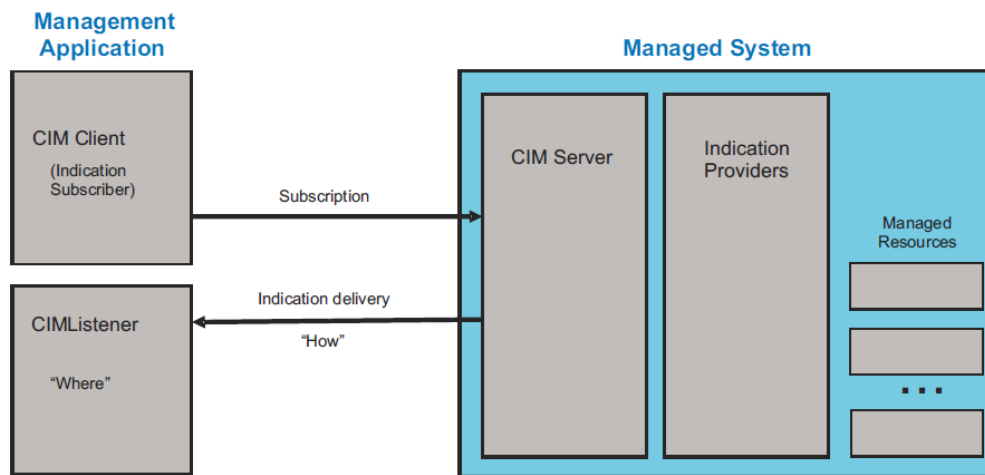 Management
Application
Managed System
CIM Client
(Indication
Subscriber)
Subscription
CIM Server
Indication
Providers
Managed
Resources
CIMListener
“Where”
Indication delivery
“How”
...